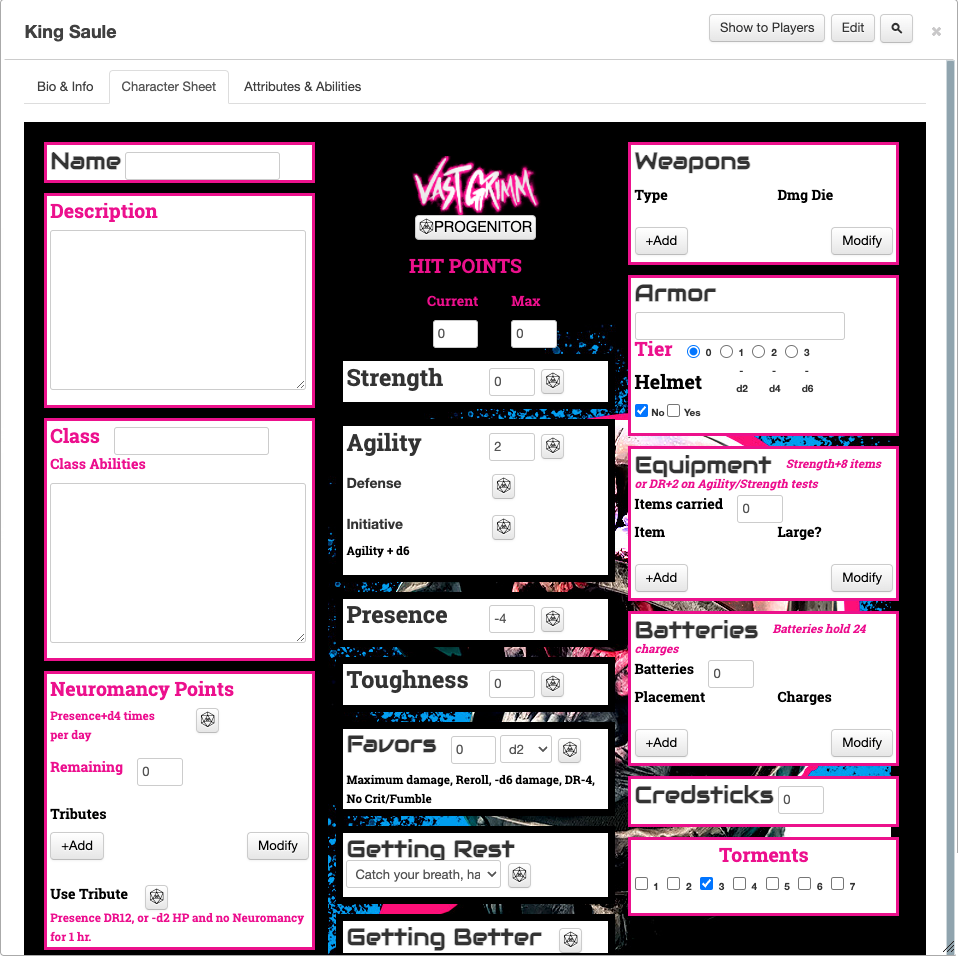 King Saule
Show to Players
Edit
Bio & Info
Character Sheet
Attributes & Abilities
Name
Description
Class
Class Abilities
Neuromancy Points
Presence+d4 times
per day
Remaining
0
Tributes
+Add
Modify
Use Tribute
Presence DR12, or -d2 HP and no Neuromancy
for 1 hr.
VAST GRIMM
PROGENITOR
HIT POINTS
Current
Max
0
0
Strength
0
Agility
2
Defense
Initiative
Agility + d6
Presence
-4
Toughness
0
Favors
0
d2
Maximum damage, Reroll, -d6 damage, DR-4,
No Crit/Fumble
Getting Rest
Catch your breath, ha
Getting Better
Weapons
Type
Dmg Die
+Add
Modify
Armor
Tier
0
1
2
3
-
-
-
Helmet
d2
d4
d6
No
Yes
Equipment
Strength+8 items
or DR+2 on Agility/Strength tests
Items carried
0
Item
Large?
+Add
Modify
Batteries
Batteries hold 24
charges
Batteries
0
Placement
Charges
+Add
Modify
Credsticks
0
Torments
1
2
3
4
5
6
7